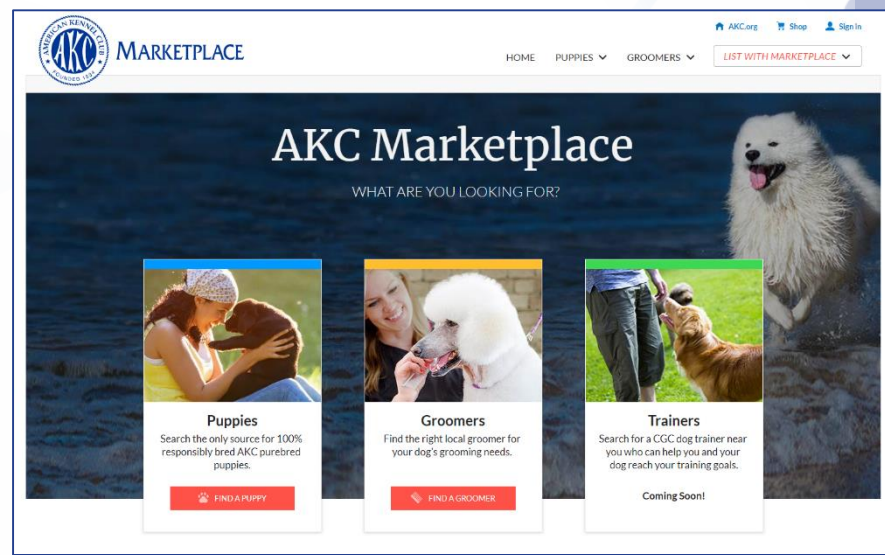 AKC.org Shop Sign In
AMERICAN KENNEL CLUB
AKC
FOUNDED 1884
MARKETPLACE
HOME PUPPIES GROOMERS LIST WITH MARKETPLACE
AKC Marketplace
WHAT ARE YOU LOOKING FOR?
Puppies
Search the only source for 100%
responsibly bred AKC purebred
puppies.
FIND A PUPPY
Groomers
Find the right local groomer for
your dog's grooming needs.
FIND A GROOMER
Trainers
Search for a CGC dog trainer near
you who can help you and your
dog reach your training goals.
Coming Soon!